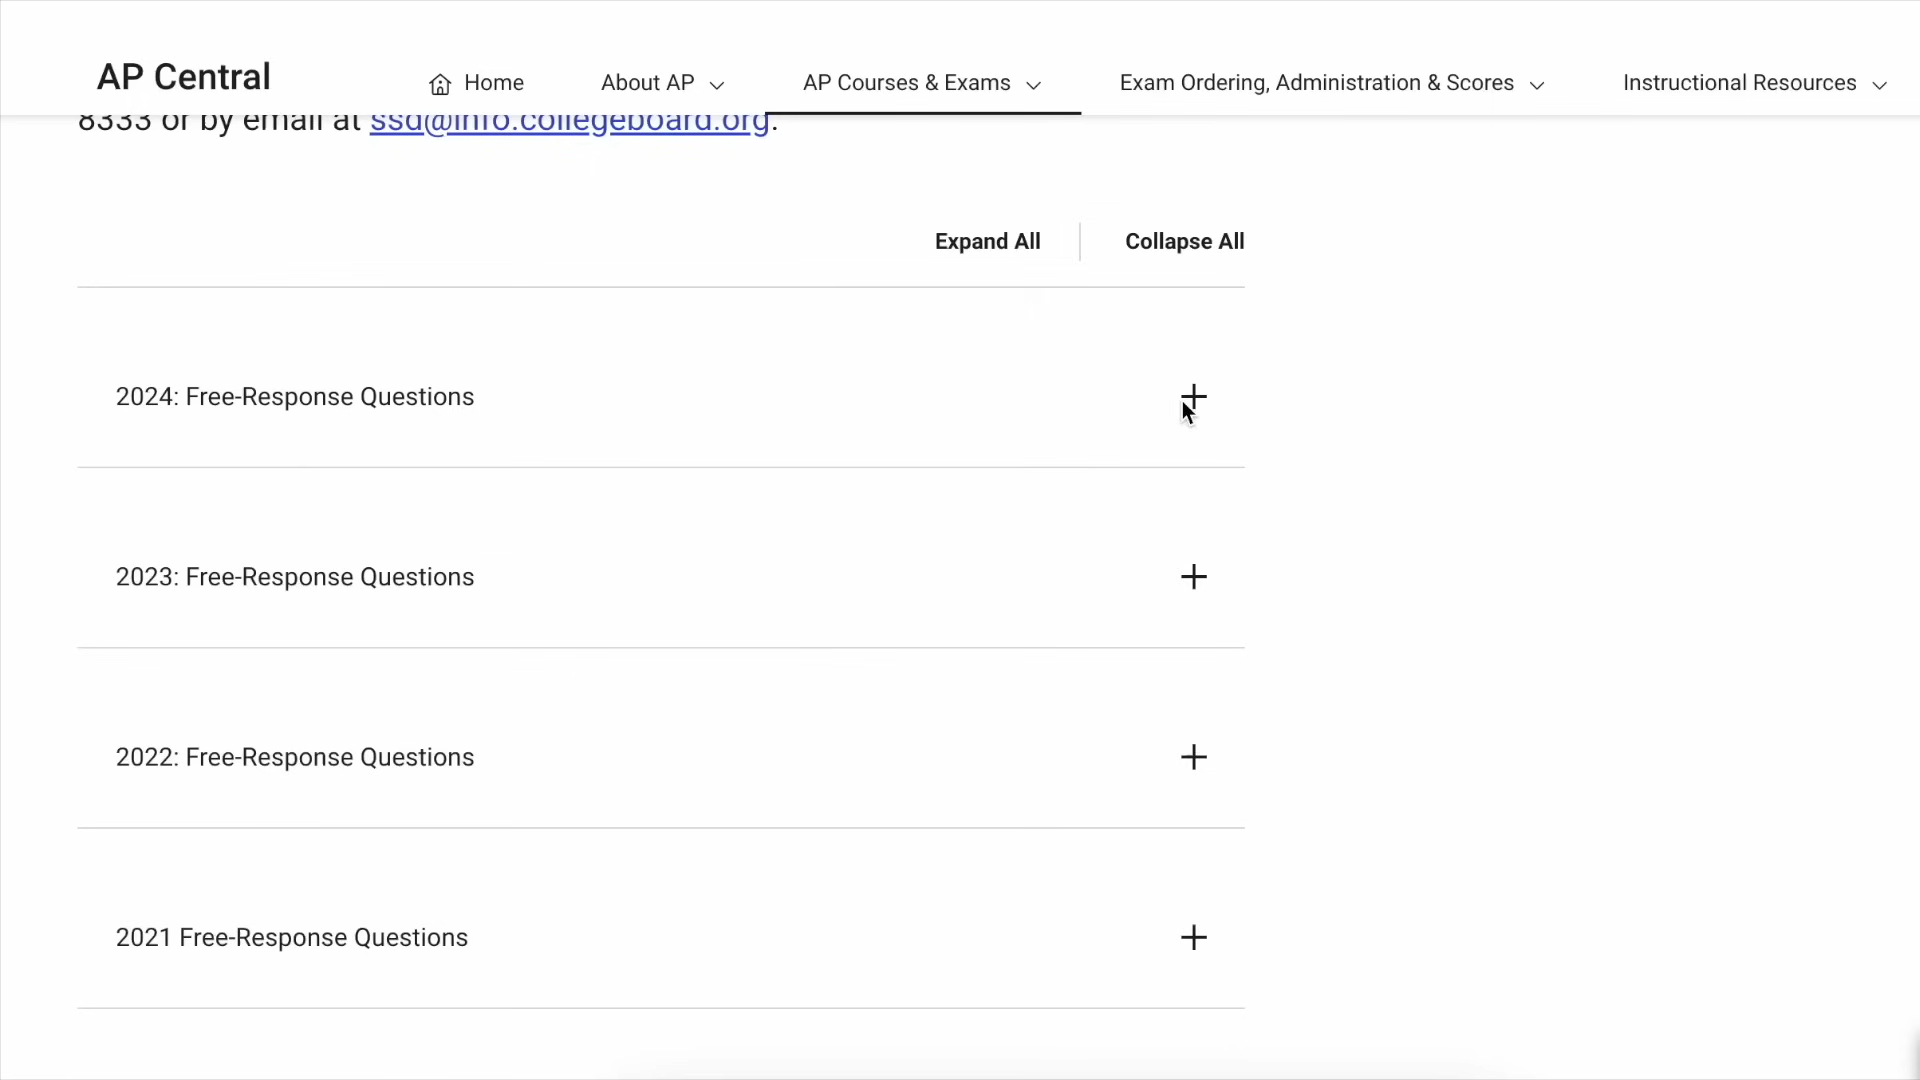 AP Central
Home
About AP
AP Courses & Exams
Exam Ordering, Administration & Scores
Instructional Resources
8333 or by email at ssd@info.collegeboard.org.
Expand All
Collapse All
2024: Free-Response Questions
2023: Free-Response Questions
2022: Free-Response Questions
2021 Free-Response Questions